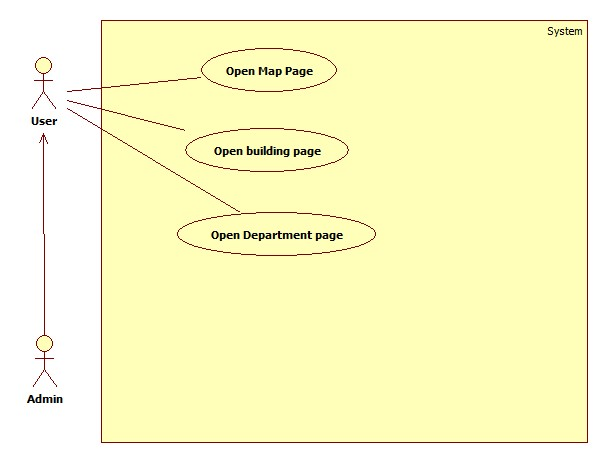 System
Open Map Page
User
Open building page
Open Department page
Admin